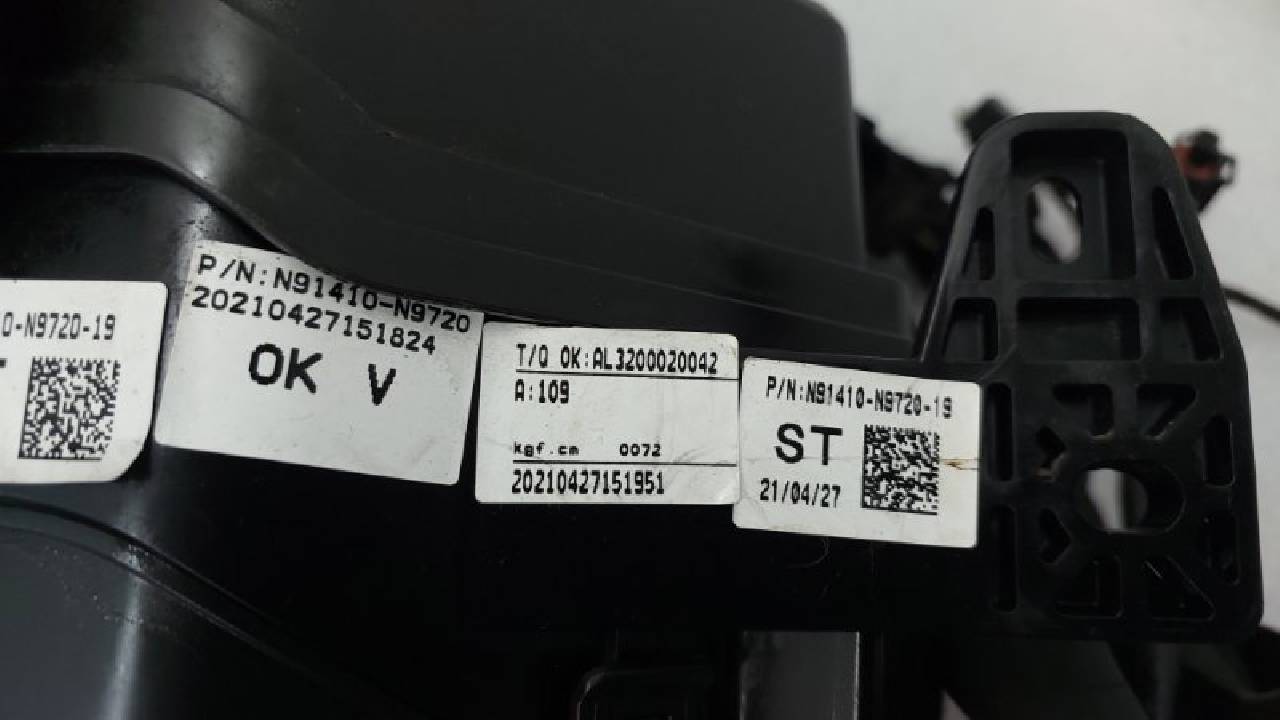 0-N9720-19
P/N:N91410-N9720
20210427151824
OK V
T/Q OK:AL3200020042
A:109
kgf.cm 0072
20210427151951
P/N:N91410-N9720-19
ST
21/04/27